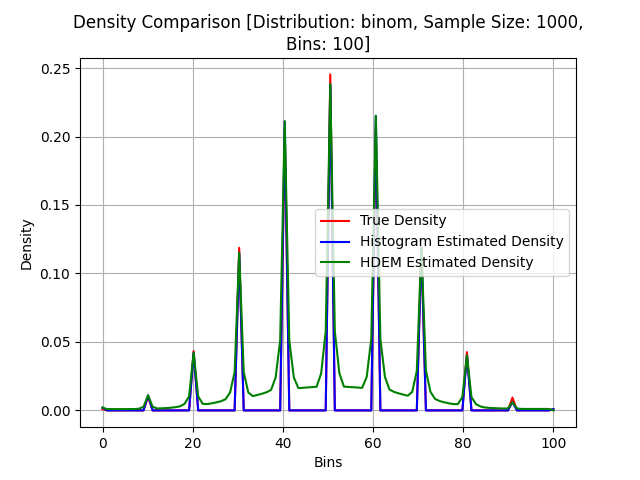 Density Comparison [Distribution: binom, Sample Size: 1000,
Bins: 100]
Density
0.25
0.20
0.15
0.10
0.05
0.00
True Density
Histogram Estimated Density
HDEM Estimated Density
0 20 40 60 80 100
Bins